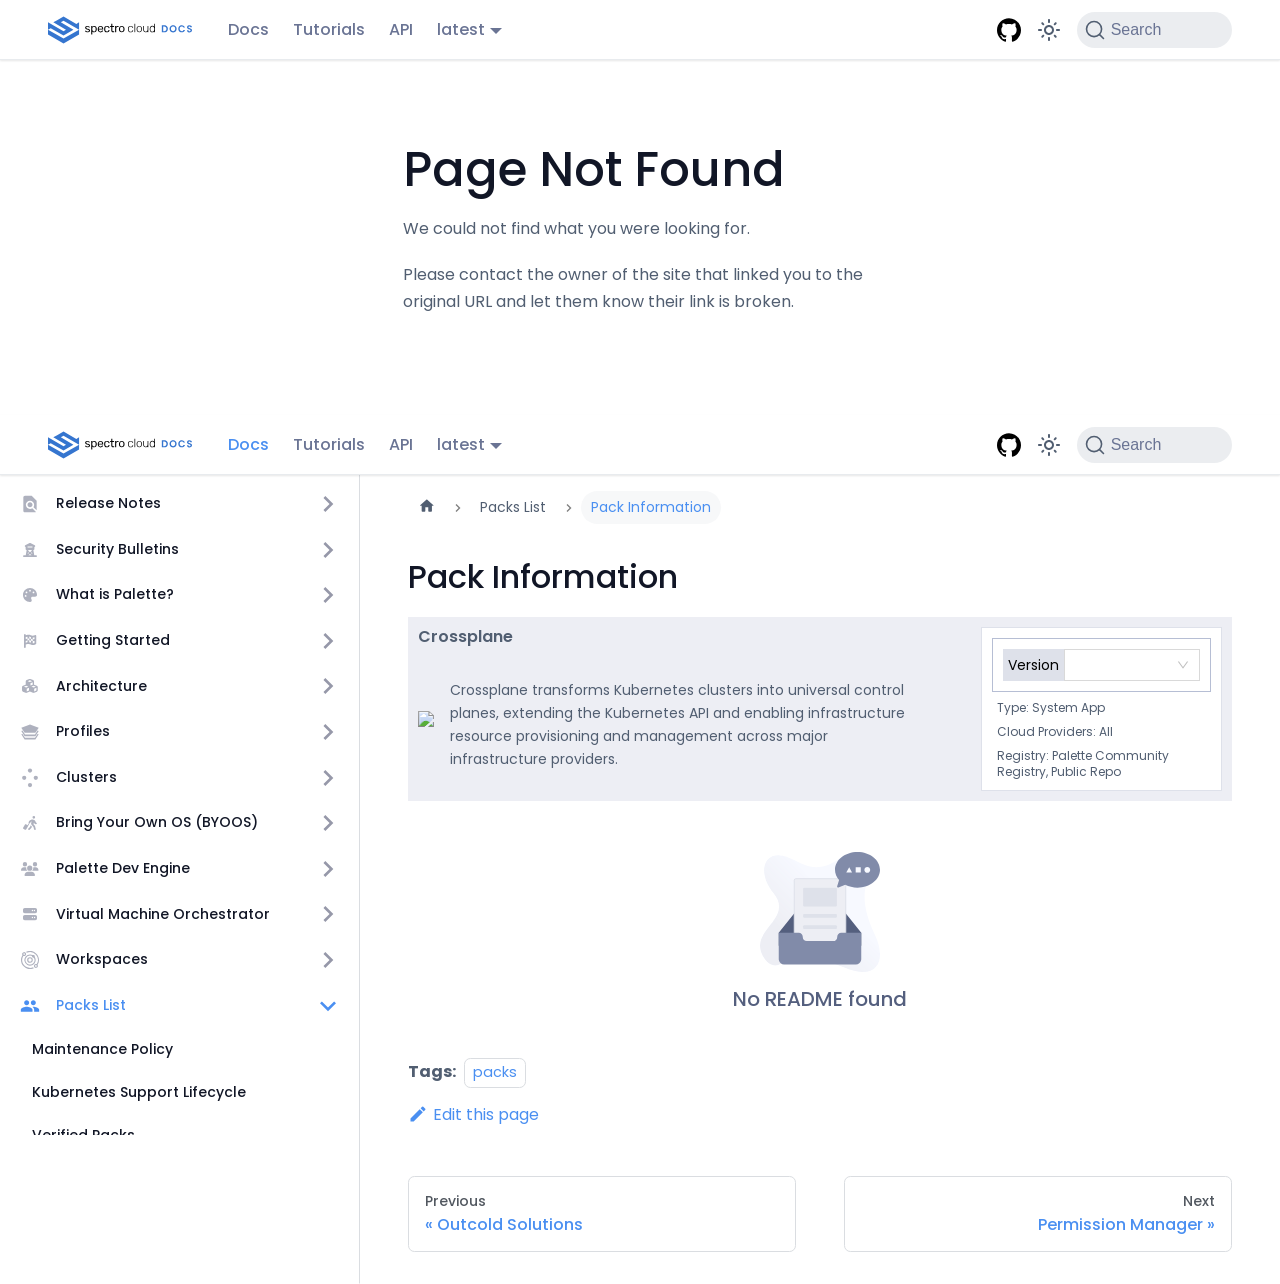 spectro cloud DOCS Docs Tutorials API latest Search
Page Not Found
We could not find what you were looking for.
Please contact the owner of the site that linked you to the
original URL and let them know their link is broken.
spectro cloud DOCS Docs Tutorials API latest Search
Release Notes
Security Bulletins
What is Palette?
Getting Started
Architecture
Profiles
Clusters
Bring Your Own OS (BYOOS)
Palette Dev Engine
Virtual Machine Orchestrator
Workspaces
Packs List
Maintenance Policy
Kubernetes Support Lifecycle
Verified Packs
Packs List Pack Information
Pack Information
Crossplane
Crossplane transforms Kubernetes clusters into universal control
planes, extending the Kubernetes API and enabling infrastructure
resource provisioning and management across major
infrastructure providers.
Version
Type: System App
Cloud Providers: All
Registry: Palette Community
Registry, Public Repo
No README found
Tags: packs
Edit this page
Previous
« Outcold Solutions
Next
Permission Manager »